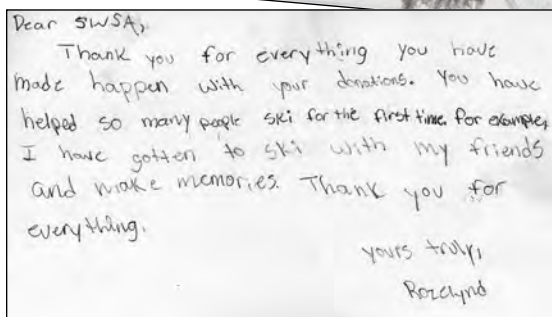 Dear SWSA,
Thank you for everything you have
made happen with your donations. You have
helped so many people ski for the first time. for example,
I have gotten to ski with my friends
and make memories. Thank you for
everything.
yours truly,
Rozelynd